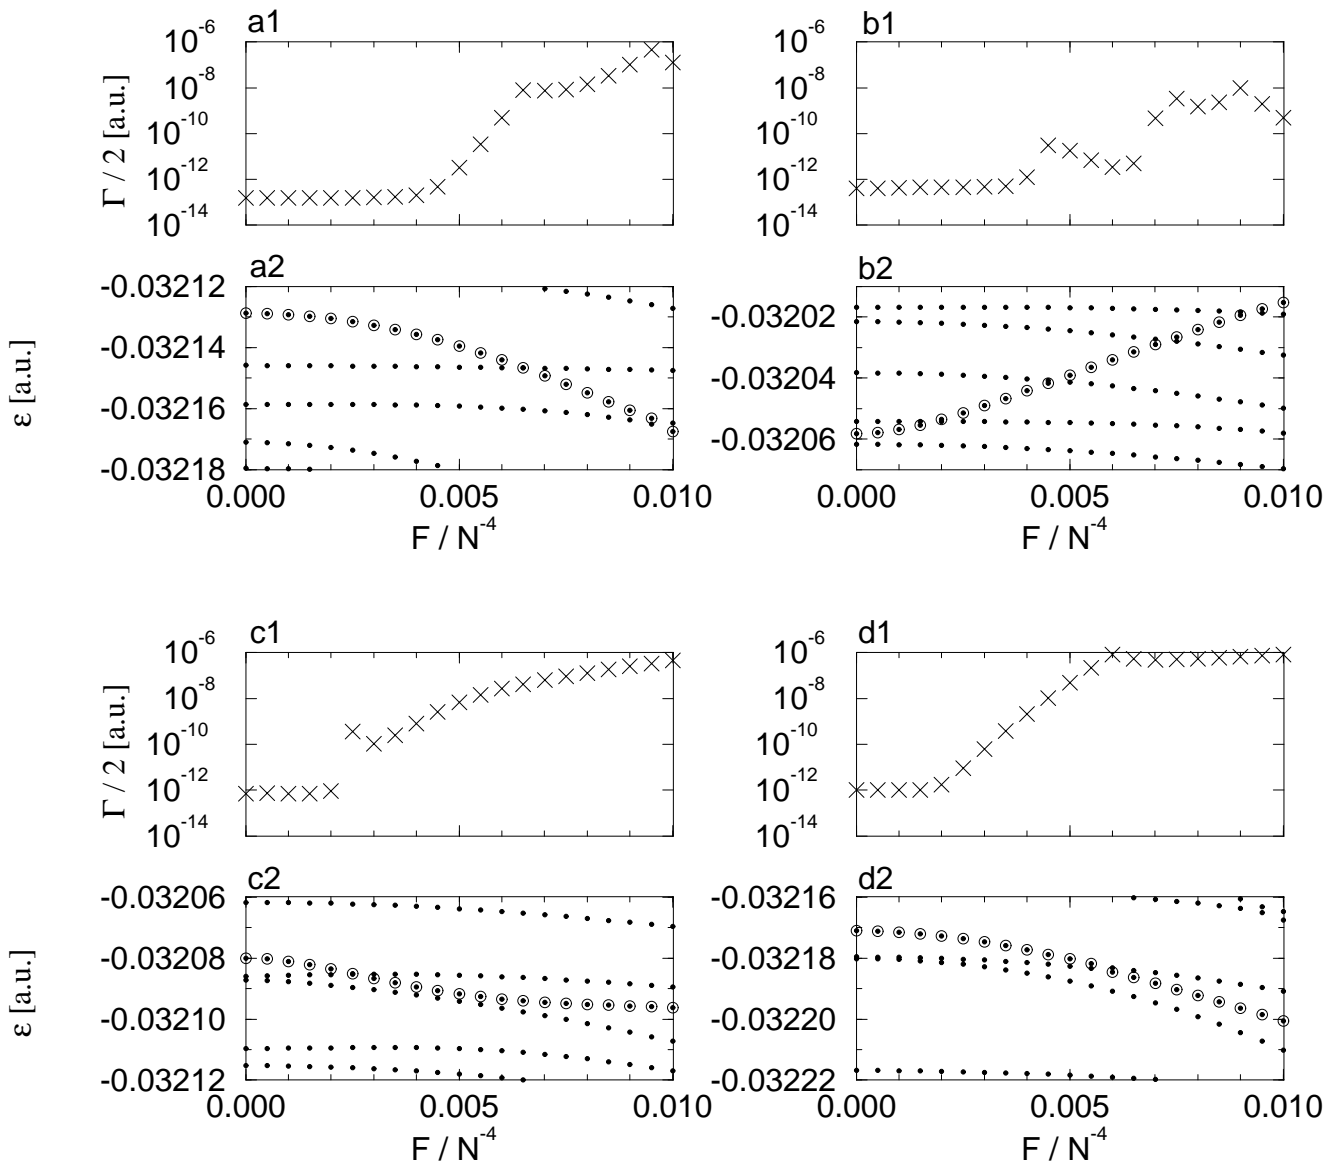 a1
b1
10^-6
10^-8
10^-10
10^-12
10^-14
Γ / 2 [a.u.]
10^-6
10^-8
10^-10
10^-12
10^-14
a2
b2
-0.03212
-0.03214
-0.03216
-0.03218
ε [a.u.]
-0.03202
-0.03204
-0.03206
0.000
0.005
0.010
0.000
0.005
0.010
F / N^-4
F / N^-4
c1
d1
10^-6
10^-8
10^-10
10^-12
10^-14
Γ / 2 [a.u.]
10^-6
10^-8
10^-10
10^-12
10^-14
c2
d2
-0.03206
-0.03208
-0.03210
-0.03212
ε [a.u.]
-0.03216
-0.03218
-0.03220
-0.03222
0.000
0.005
0.010
0.000
0.005
0.010
F / N^-4
F / N^-4